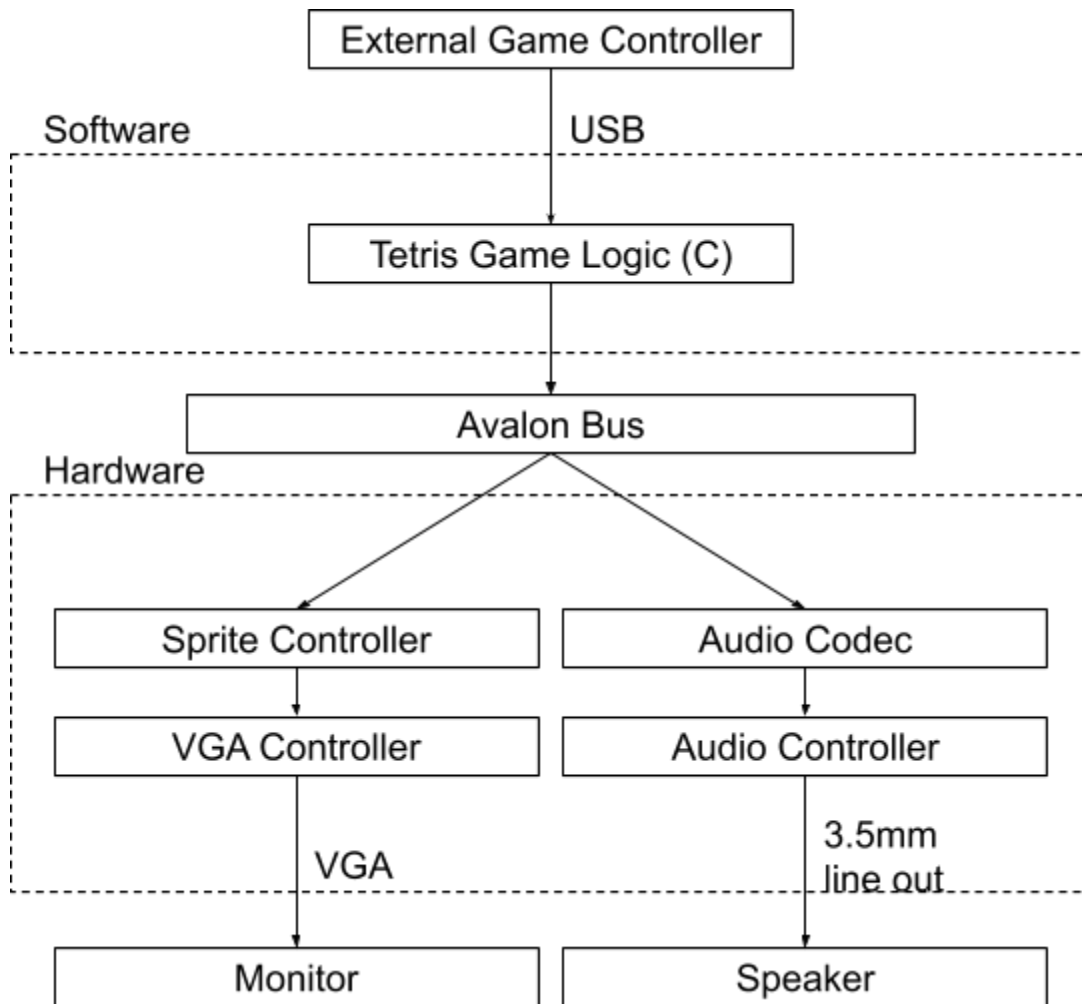 External Game Controller
Software
USB
Tetris Game Logic (C)
Avalon Bus
Hardware
Sprite Controller
Audio Codec
VGA Controller
Audio Controller
VGA
3.5mm
line out
Monitor
Speaker